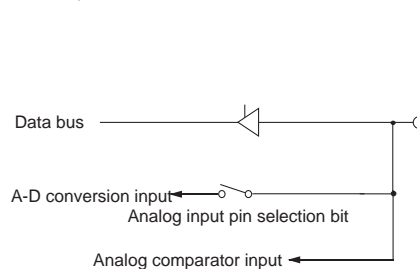 Data bus
A-D conversion input
Analog input pin selection bit
Analog comparator input